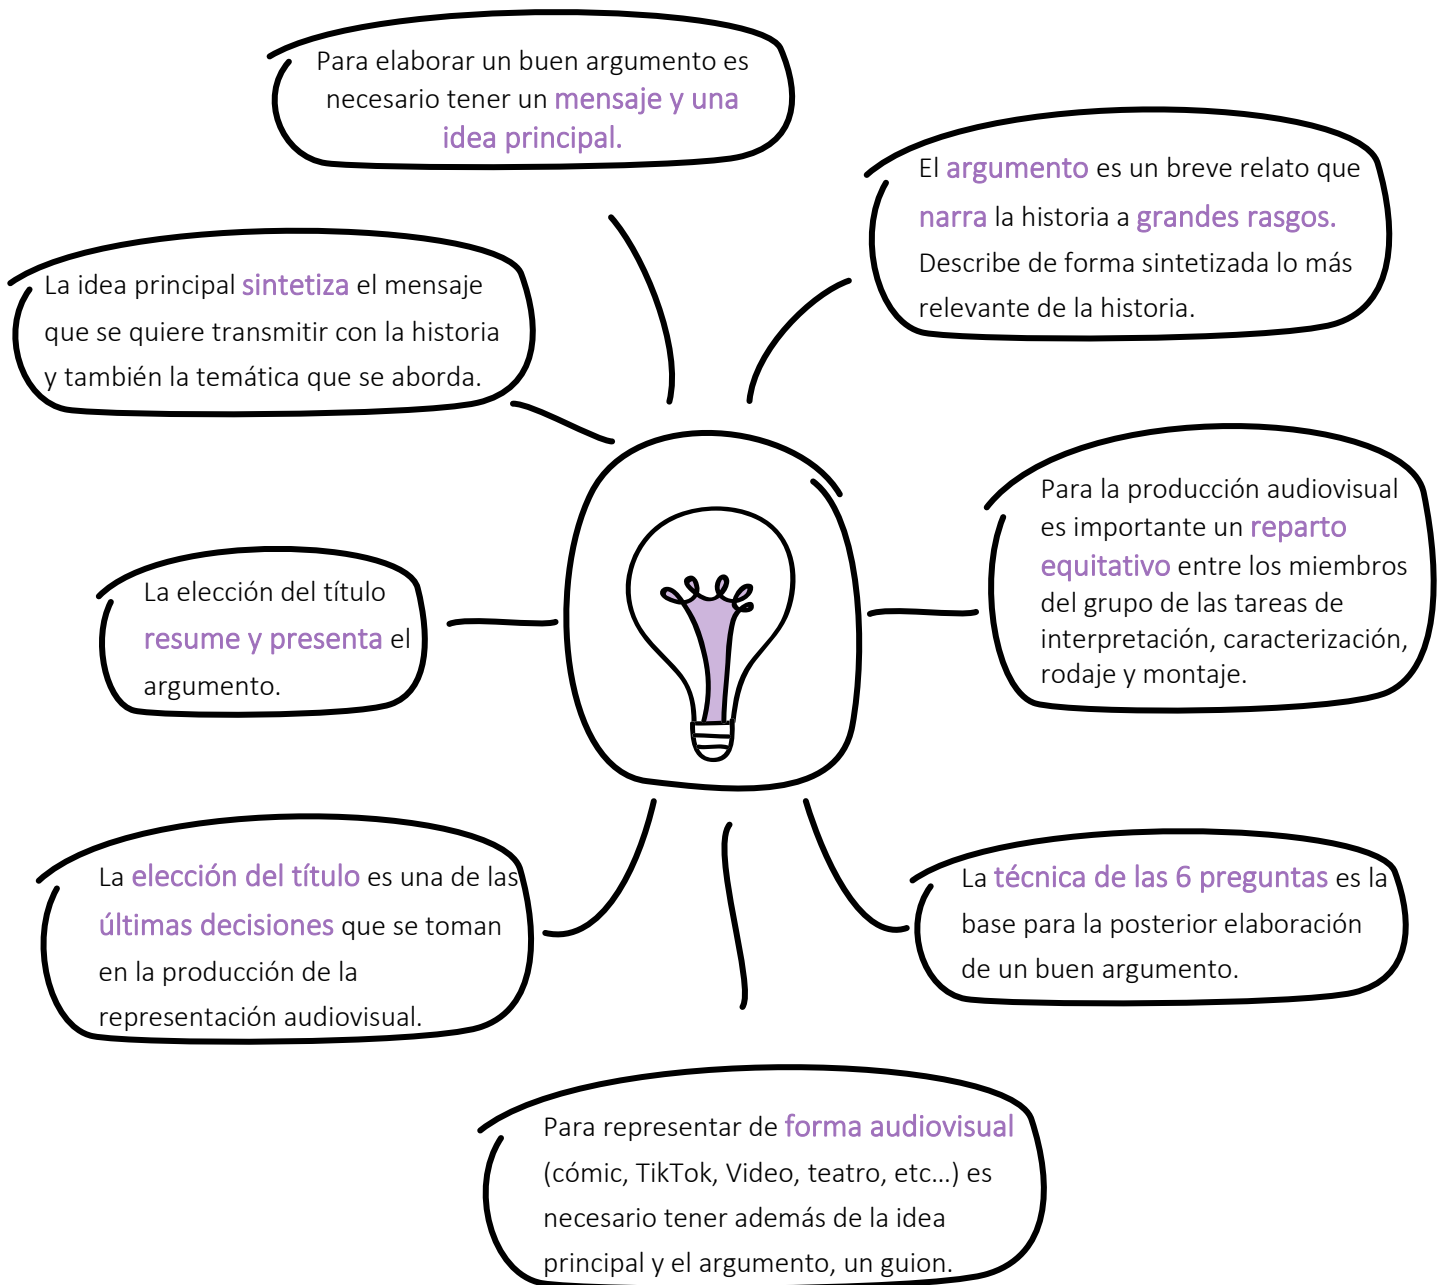 Para elaborar un buen argumento es
necesario tener un mensaje y una
idea principal.
El argumento es un breve relato que
narra la historia a grandes rasgos.
Describe de forma sintetizada lo más
relevante de la historia.
La idea principal sintetiza el mensaje
que se quiere transmitir con la historia
y también la temática que se aborda.
Para la producción audiovisual
es importante un reparto
equitativo entre los miembros
del grupo de las tareas de
interpretación, caracterización,
rodaje y montaje.
La elección del título
resume y presenta el
argumento.
La elección del título es una de las
últimas decisiones que se toman
en la producción de la
representación audiovisual.
La técnica de las 6 preguntas es la
base para la posterior elaboración
de un buen argumento.
Para representar de forma audiovisual
(cómic, TikTok, Video, teatro, etc...) es
necesario tener además de la idea
principal y el argumento, un guion.